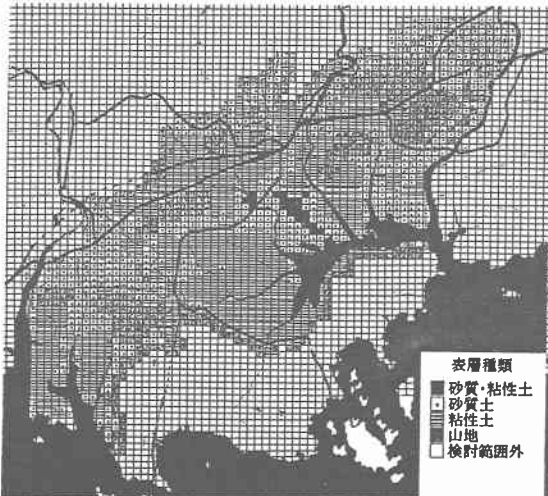 表層種類
砂質・粘性土
砂質土
粘性土
山地
検討範囲外